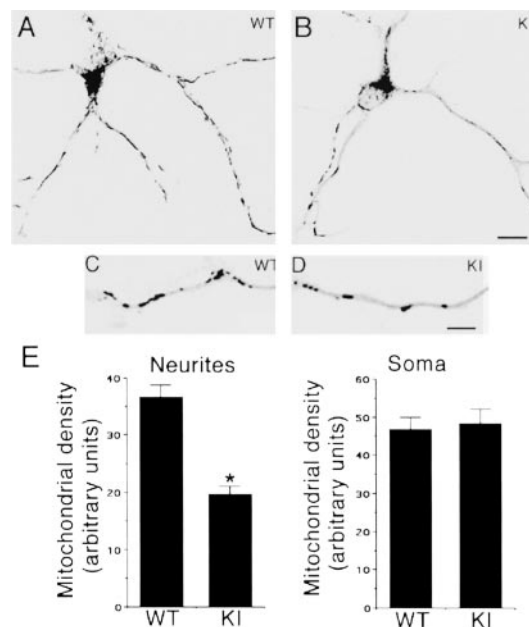 A WT
B K
C WT
D KI
E
Neurites
Mitochondrial density
(arbitrary units)
40
30
20
10
0
*
WT KI
Soma
Mitochondrial density
(arbitrary units)
60
50
40
30
20
10
0
WT KI